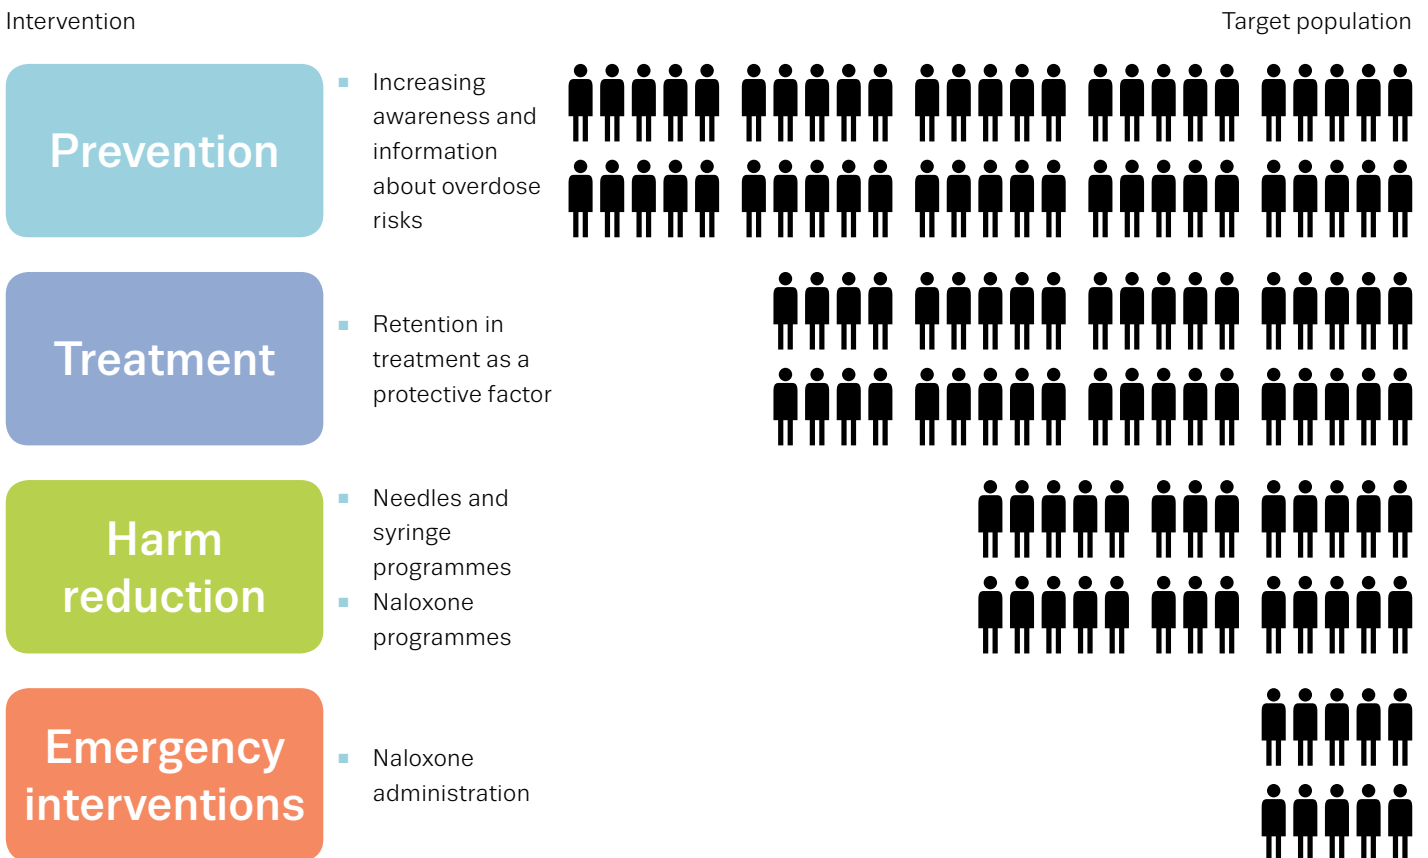 Intervention
Target population
Prevention
Increasing
awareness and
information
about overdose
risks
Treatment
Retention in
treatment as a
protective factor
Harm
reduction
Needles and
syringe
programmes
Naloxone
programmes
Emergency
interventions
Naloxone
administration